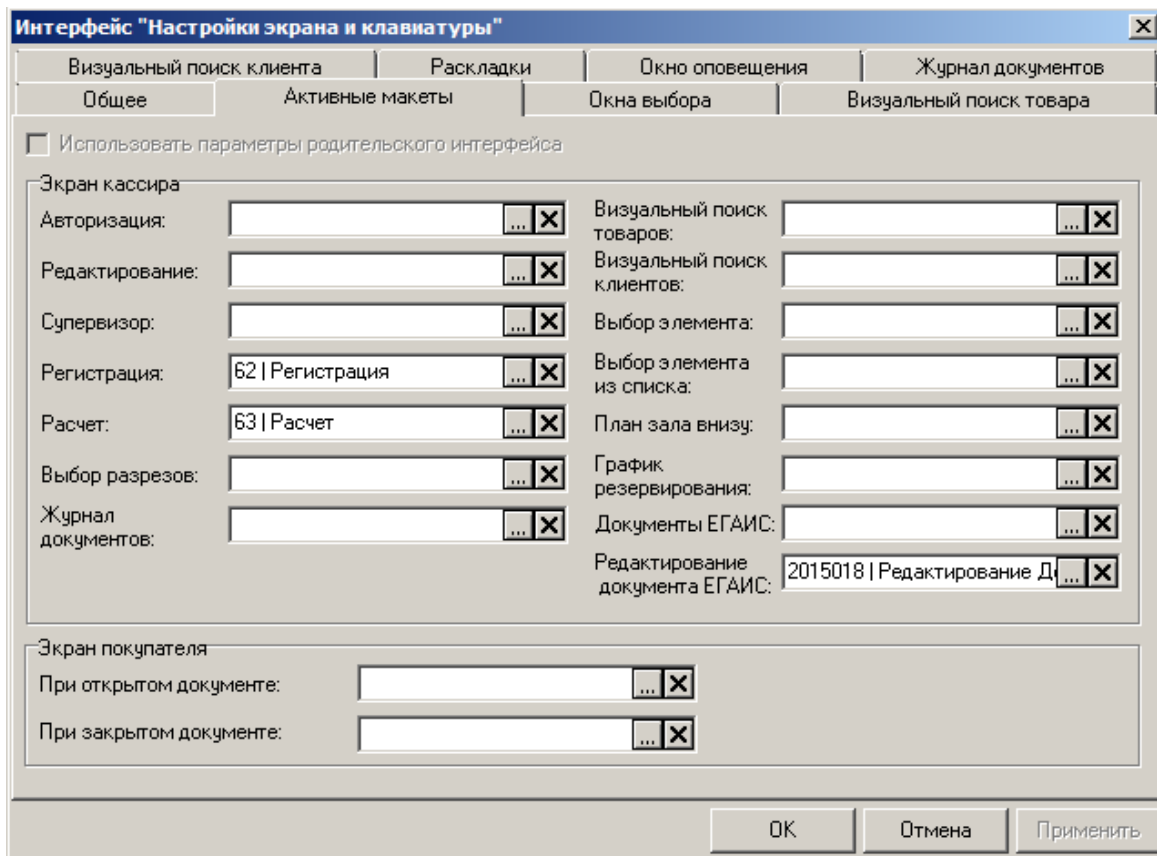 Интерфейс "Настройки экрана и клавиатуры"
Визуальный поиск клиента
Раскладки
Окно оповещения
Журнал документов
Общее
Активные макеты
Окна выбора
Визуальный поиск товара
Использовать параметры родительского интерфейса
Экран кассира
Авторизация:
...
Редактирование:
...
Супервизор:
...
Регистрация:
62 | Регистрация
...
Расчет:
63 | Расчет
...
Выбор разрезов:
...
Журнал
документов:
...
Визуальный поиск
товаров:
...
Визуальный поиск
клиентов:
...
Выбор элемента:
...
Выбор элемента
из списка:
...
План зала внизу:
...
График
резервирования:
...
Документы ЕГАИС:
...
Редактирование
документа ЕГАИС:
2015018 | Редактирование До
...
Экран покупателя
При открытом документе:
...
При закрытом документе:
...
OK
Отмена
Применить